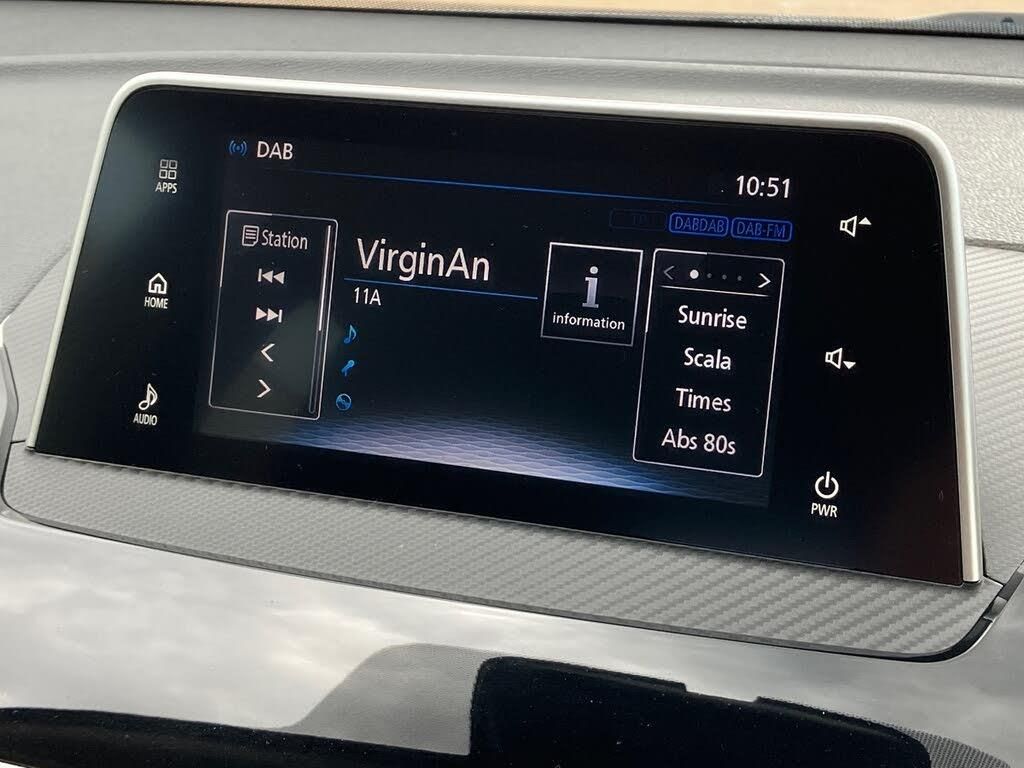 DAB
10:51
APPS
HOME
AUDIO
DABDAB
DAB-FM
Station
VirginAn
11A
information
Sunrise
Scala
Times
Abs 80s
PWR